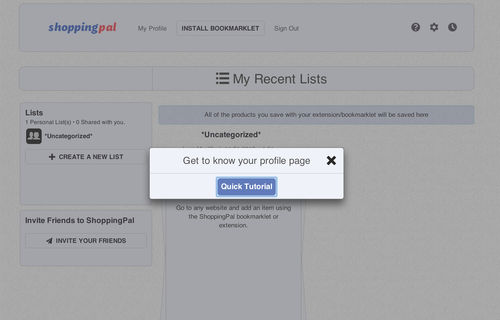 shoppingpal
My Profile
INSTALL BOOKMARKLET
Sign Out
My Recent Lists
Lists
1 Personal List(s) • 0 Shared with you.
*Uncategorized*
CREATE A NEW LIST
Invite Friends to ShoppingPal
INVITE YOUR FRIENDS
All of the products you save with your extension/bookmarklet will be saved here
*Uncategorized*
Get to know your profile page
Quick Tutorial
Go to any website and add an item using
the ShoppingPal bookmarklet or
extension.